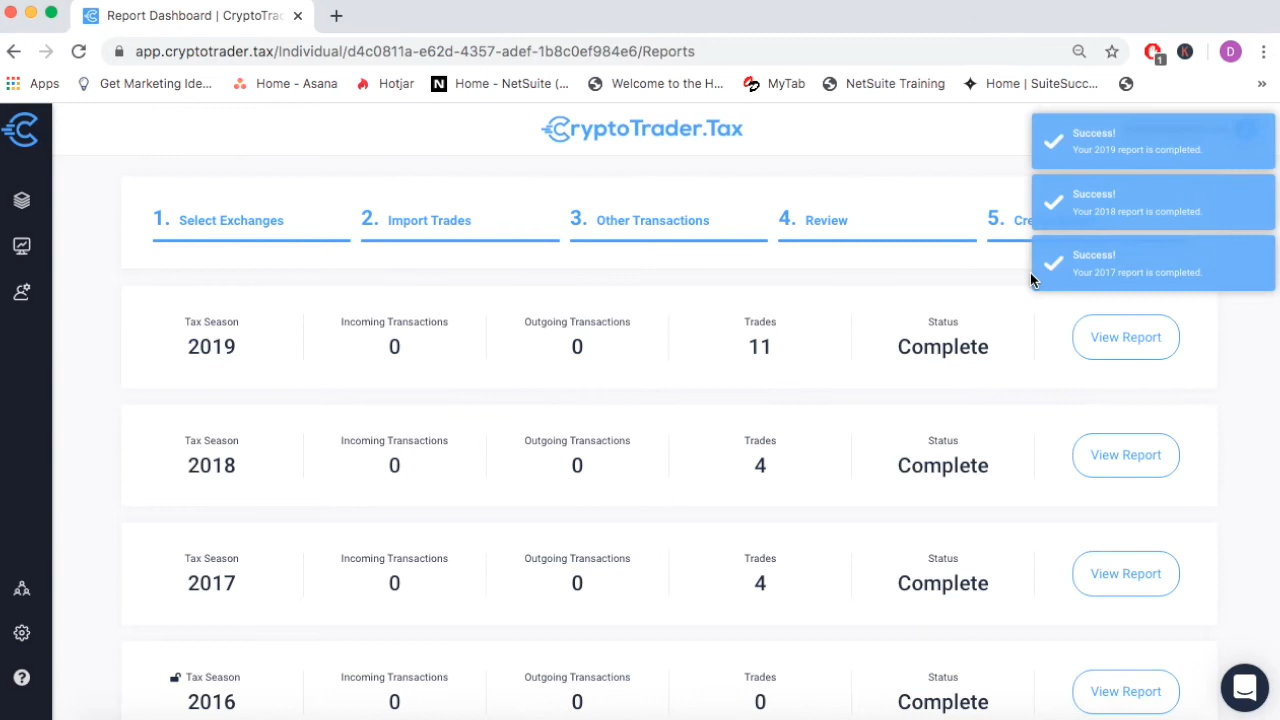 Report Dashboard | CryptoTra
app.cryptotrader.tax/Individual/d4c0811a-e62d-4357-adef-1b8c0ef984e6/Reports
1
D
Apps
Get Marketing Ide...
Home - Asana
Hotjar
N
Home - NetSuite (...
Welcome to the H...
MyTab
NetSuite Training
Home | SuiteSucc...
»
CryptoTrader.Tax
Success!
Your 2019 report is completed.
Success!
Your 2018 report is completed.
Success!
Your 2017 report is completed.
1. Select Exchanges
2. Import Trades
3. Other Transactions
4. Review
5. Cre
Tax Season
Incoming Transactions
Outgoing Transactions
Trades
Status
2019
0
0
11
Complete
View Report
Tax Season
Incoming Transactions
Outgoing Transactions
Trades
Status
2018
0
0
4
Complete
View Report
Tax Season
Incoming Transactions
Outgoing Transactions
Trades
Status
2017
0
0
4
Complete
View Report
Tax Season
Incoming Transactions
Outgoing Transactions
Trades
Status
2016
0
0
0
Complete
View Report